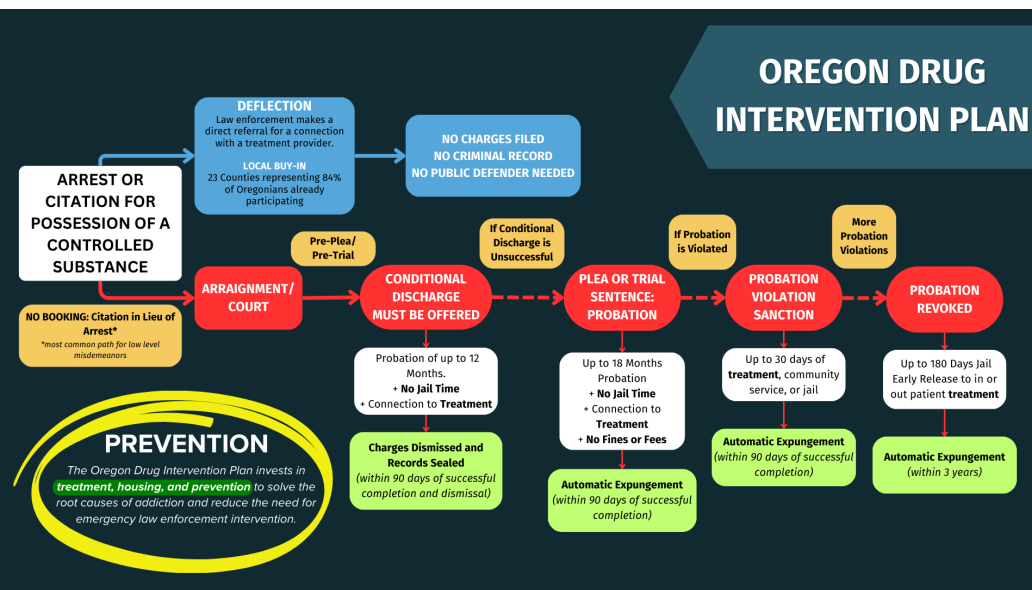 OREGON DRUG
INTERVENTION PLAN
DEFLECTION
Law enforcement makes a
direct referral for a connection
with a treatment provider.
LOCAL BUY-IN
23 Counties representing 84%
of Oregonians already
participating
NO CHARGES FILED
NO CRIMINAL RECORD
NO PUBLIC DEFENDER NEEDED
ARREST OR
CITATION FOR
POSSESSION OF A
CONTROLLED
SUBSTANCE
NO BOOKING: Citation in Lieu of
Arrest*
*most common path for low level
misdemeanors
ARRAIGNMENT/
COURT
Pre-Plea/
Pre-Trial
CONDITIONAL
DISCHARGE
MUST BE OFFERED
If Conditional
Discharge is
Unsuccessful
PLEA OR TRIAL
SENTENCE:
PROBATION
If Probation
is Violated
PROBATION
VIOLATION
SANCTION
More
Probation
Violations
PROBATION
REVOKED
Probation of up to 12
Months.
+ No Jail Time
+ Connection to Treatment
Charges Dismissed and
Records Sealed
(within 90 days of successful
completion and dismissal)
Up to 18 Months
Probation
+ No Jail Time
+ Connection to
Treatment
+ No Fines or Fees
Automatic Expungement
(within 90 days of successful
completion)
Up to 30 days of
treatment, community
service, or jail
Automatic Expungement
(within 90 days of successful
completion)
Up to 180 Days Jail
Early Release to in or
out patient treatment
Automatic Expungement
(within 3 years)
PREVENTION
The Oregon Drug Intervention Plan invests in
treatment, housing, and prevention to solve the
root causes of addiction and reduce the need for
emergency law enforcement intervention.